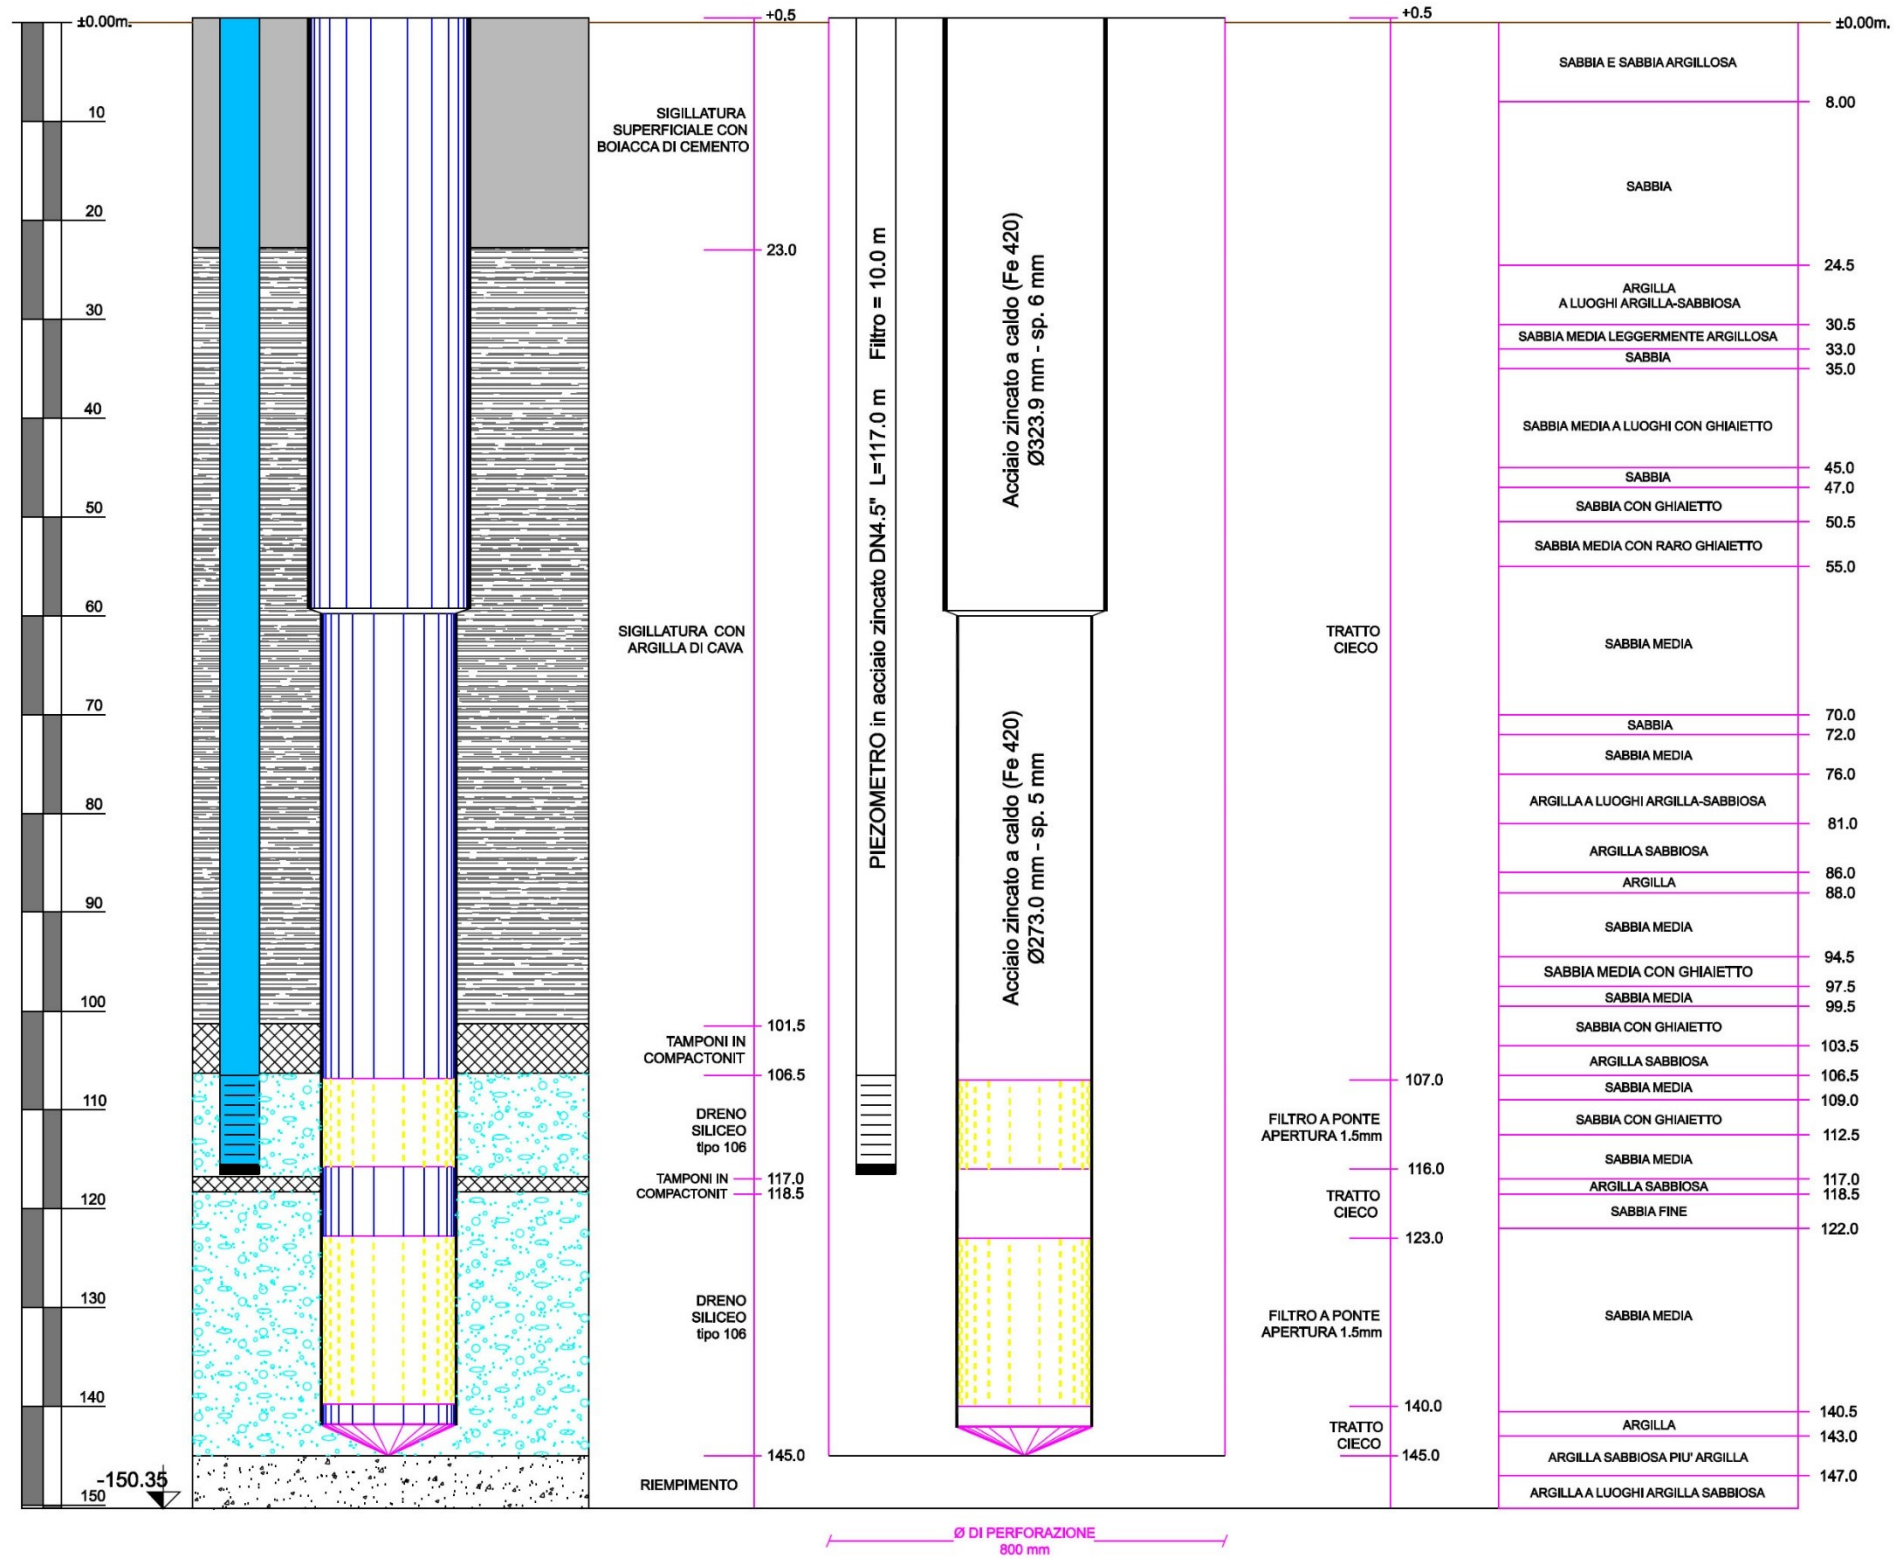 ±0.00m.
10
20
30
40
50
60
70
80
90
100
110
120
130
140
-150.35
150
+0.5
SIGILLATURA
SUPERFICIALE CON
BOIACCA DI CEMENTO
23.0
SIGILLATURA CON
ARGILLA DI CAVA
101.5
TAMPONI IN
COMPACTONIT
106.5
DRENO
SILICEO
tipo 106
TAMPONI IN
COMPACTONIT
117.0
118.5
DRENO
SILICEO
tipo 106
145.0
RIEMPIMENTO
PIEZOMETRO in acciaio zincato DN4.5" L=117.0 m Filtro = 10.0 m
Acciaio zincato a caldo (Fe 420)
Ø323.9 mm - sp. 6 mm
Acciaio zincato a caldo (Fe 420)
Ø273.0 mm - sp. 5 mm
Ø DI PERFORAZIONE
800 mm
+0.5
TRATTO
CIECO
107.0
FILTRO A PONTE
APERTURA 1.5mm
116.0
TRATTO
CIECO
123.0
FILTRO A PONTE
APERTURA 1.5mm
140.0
TRATTO
CIECO
145.0
±0.00m.
SABBIA E SABBIA ARGILLOSA
8.00
SABBIA
24.5
ARGILLA
A LUOGHI ARGILLA-SABBIOSA
30.5
SABBIA MEDIA LEGGERMENTE ARGILLOSA
33.0
SABBIA
35.0
SABBIA MEDIA A LUOGHI CON GHIAIETTO
45.0
SABBIA
47.0
SABBIA CON GHIAIETTO
50.5
SABBIA MEDIA CON RARO GHIAIETTO
55.0
SABBIA MEDIA
70.0
SABBIA
72.0
SABBIA MEDIA
76.0
ARGILLA A LUOGHI ARGILLA-SABBIOSA
81.0
ARGILLA SABBIOSA
86.0
ARGILLA
88.0
SABBIA MEDIA
94.5
SABBIA MEDIA CON GHIAIETTO
97.5
SABBIA MEDIA
99.5
SABBIA CON GHIAIETTO
103.5
ARGILLA SABBIOSA
106.5
SABBIA MEDIA
109.0
SABBIA CON GHIAIETTO
112.5
SABBIA MEDIA
117.0
ARGILLA SABBIOSA
118.5
SABBIA FINE
122.0
SABBIA MEDIA
140.5
ARGILLA
143.0
ARGILLA SABBIOSA PIU' ARGILLA
147.0
ARGILLA A LUOGHI ARGILLA SABBIOSA